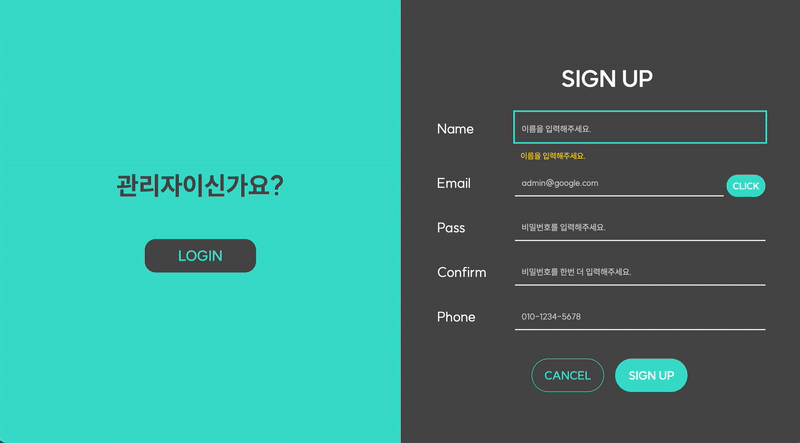 관리자이신가요?
LOGIN
SIGN UP
Name
이름을 입력해주세요.
이름을 입력해주세요.
Email
admin@google.com
CLICK
Pass
비밀번호를 입력해주세요.
Confirm
비밀번호를 한번 더 입력해주세요.
Phone
010-1234-5678
CANCEL
SIGN UP